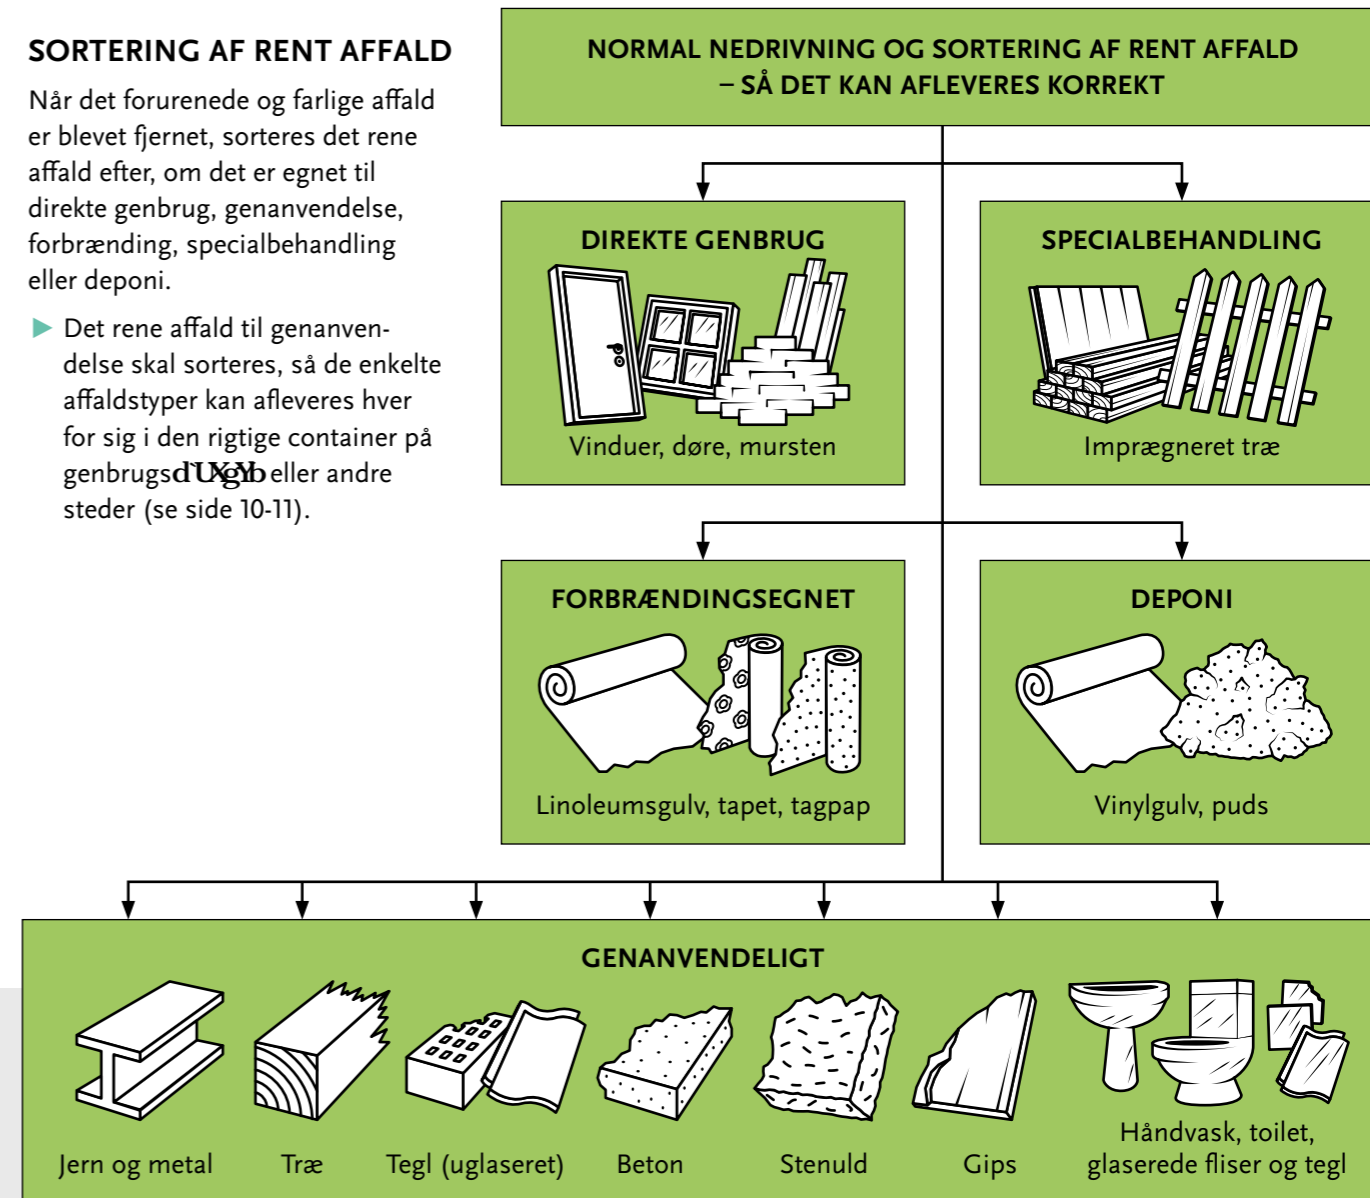 SORTERING AF RENT AFFALD
Når det forurenede og farlige affald
er blevet fjernet, sorteres det rene
affald efter, om det er egnet til
direkte genbrug, genanvendelse,
forbrænding, specialbehandling
eller deponi.
► Det rene affald til genanven-
delse skal sorteres, så de enkelte
affaldstyper kan afleveres hver
for sig i den rigtige container på
eller andre
steder (se side 10-11).
NORMAL NEDRIVNING OG SORTERING AF RENT AFFALD
– SÅ DET KAN AFLEVERES KORREKT
DIREKTE GENBRUG
Vinduer, døre, mursten
SPECIALBEHANDLING
Imprægneret træ
FORBRÆNDINGSEGNET
Linoleumsgulv, tapet, tagpap
DEPONI
Vinylgulv, puds
GENANVENDELIGT
Jern og metal
Træ
Tegl (uglaseret)
Beton
Stenuld
Gips
Håndvask, toilet,
glaserede fliser og tegl